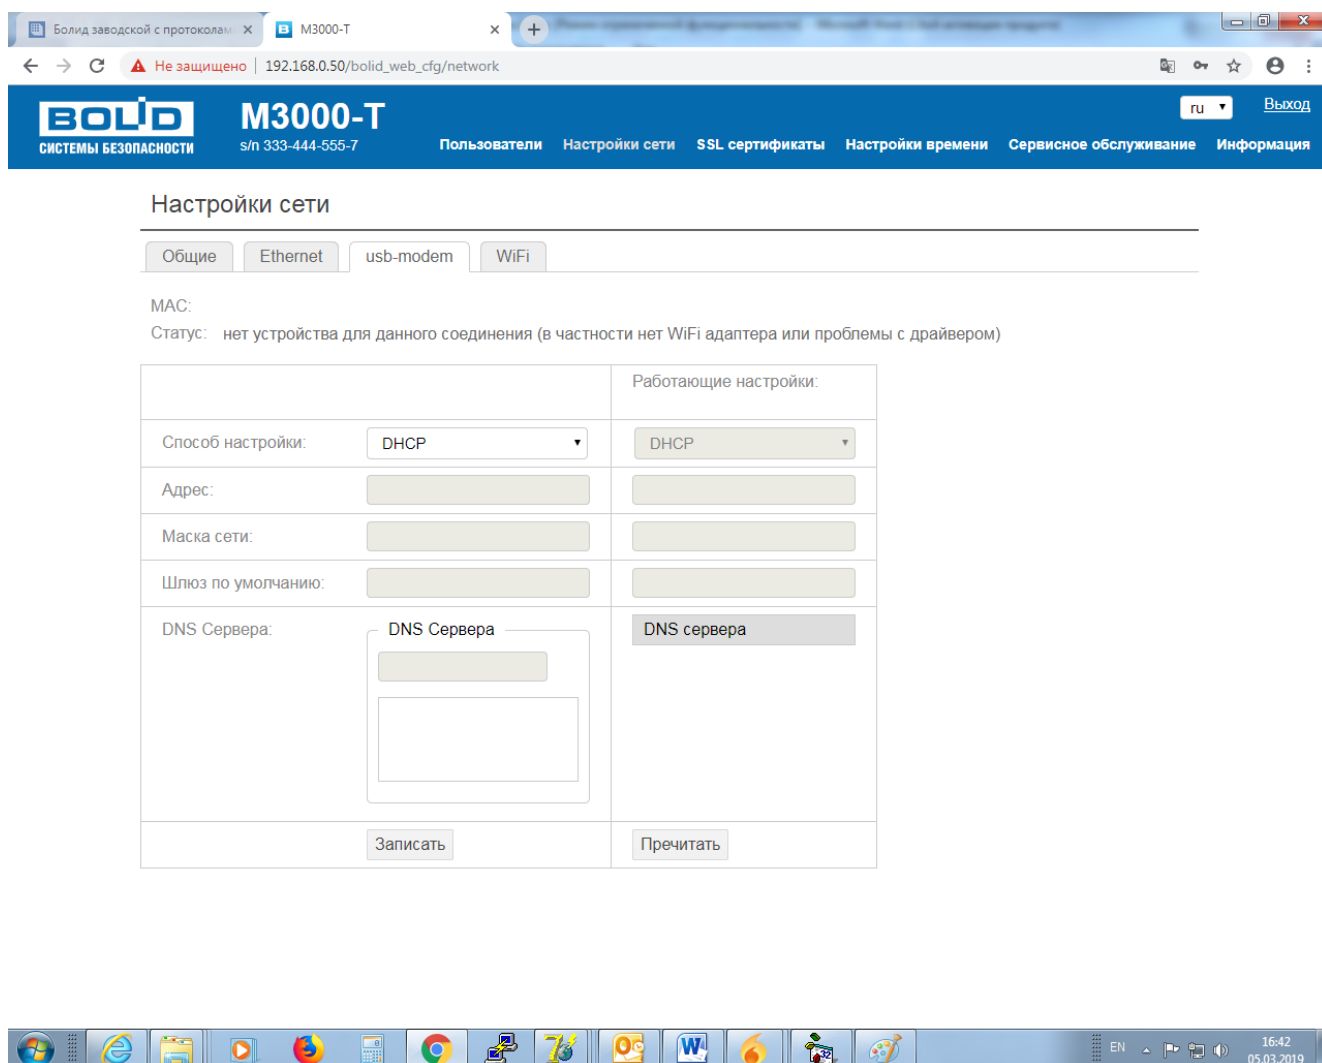 Болид заводской с протоколам
M3000-T
Не защищено
192.168.0.50/bolid_web_cfg/network
BOLID
СИСТЕМЫ БЕЗОПАСНОСТИ
M3000-T
s/n 333-444-555-7
ru
Выход
Пользователи Настройки сети SSL сертификаты Настройки времени Сервисное обслуживание Информация
Настройки сети
Общие Ethernet usb-modem WiFi
MAC:
Статус: нет устройства для данного соединения (в частности нет WiFi адаптера или проблемы с драйвером)
Работающие настройки:
Способ настройки: DHCP DHCP
Адрес:
Маска сети:
Шлюз по умолчанию:
DNS Сервера: DNS Сервера DNS сервера
Записать Пречитать
EN
16:42
05.03.2019